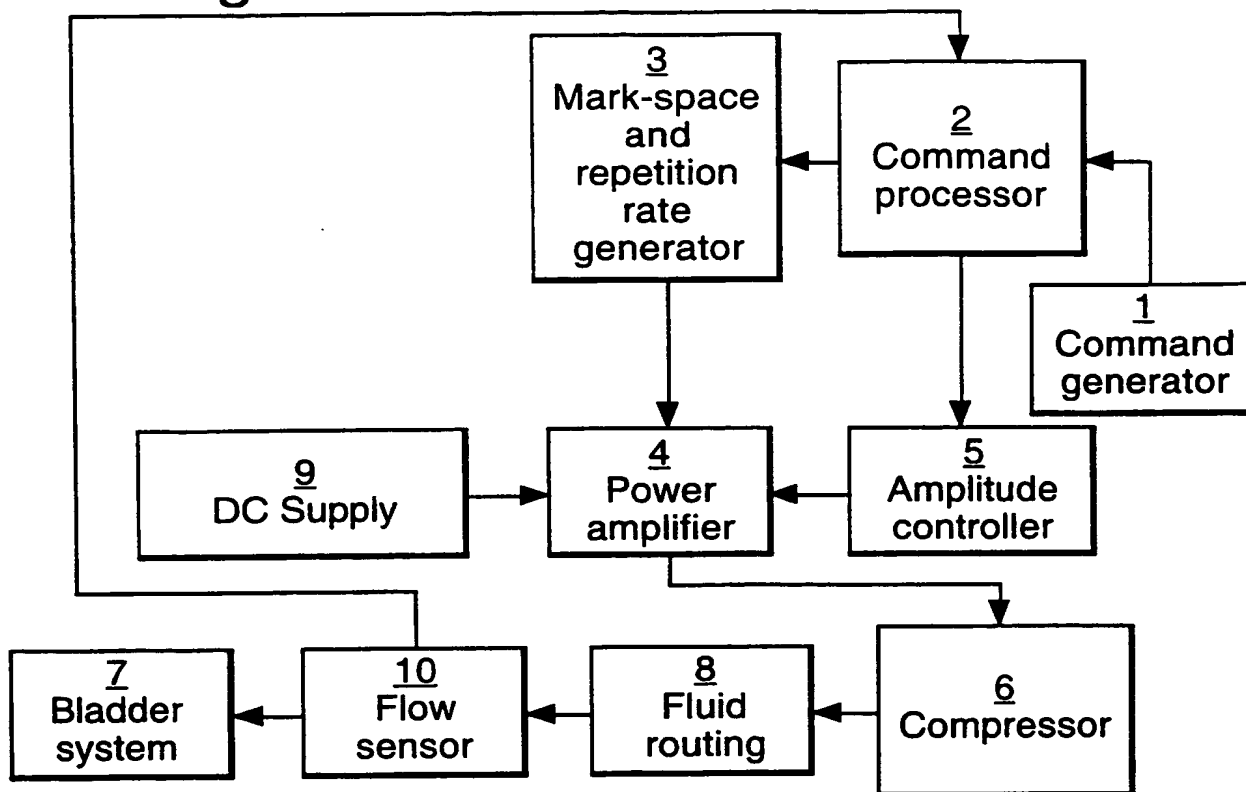 3
Mark-space
and
repetition
rate
generator
2
Command
processor
1
Command
generator
9
DC Supply
4
Power
amplifier
5
Amplitude
controller
7
Bladder
system
10
Flow
sensor
8
Fluid
routing
6
Compressor